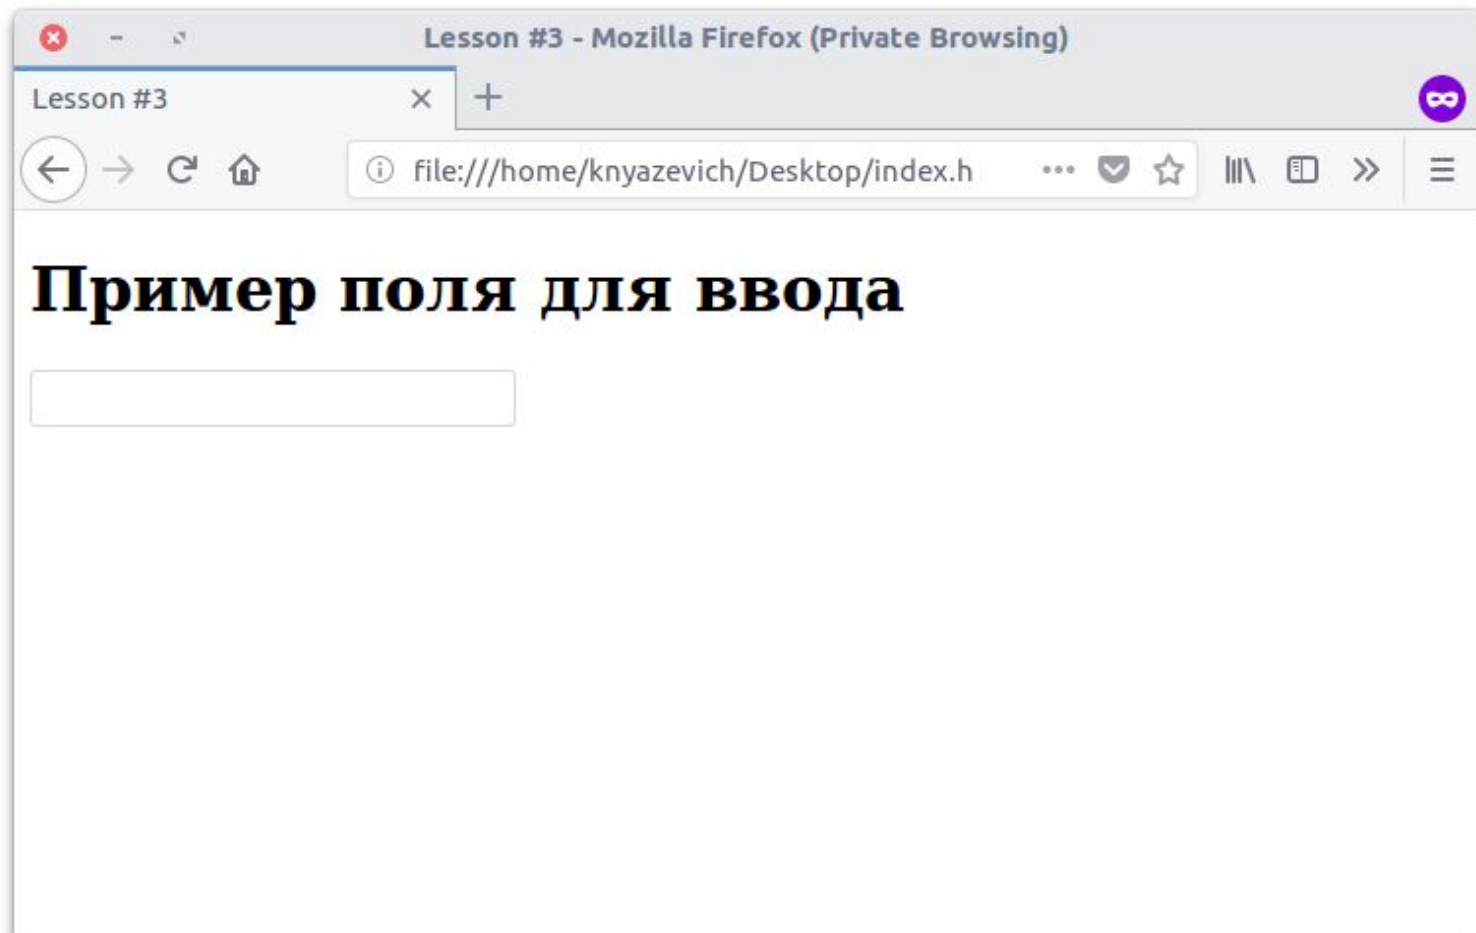 Lesson #3 - Mozilla Firefox (Private Browsing)
Lesson #3
file:///home/knyazevich/Desktop/index.h
Пример поля для ввода